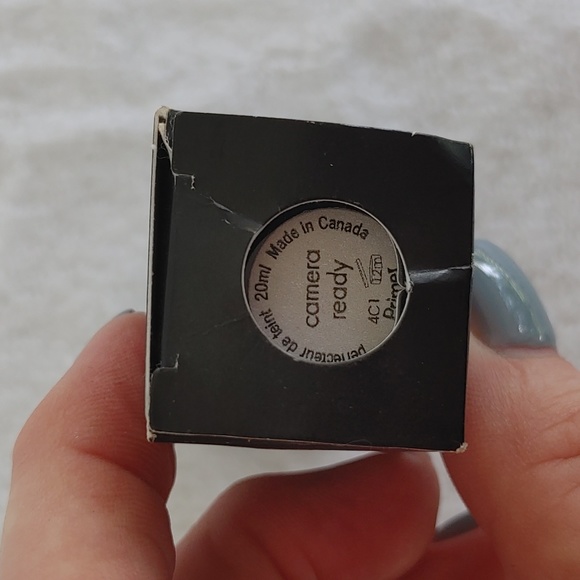 perfecteur de teint 20ml Made in Canada
camera
ready
12m
4C1
Primer